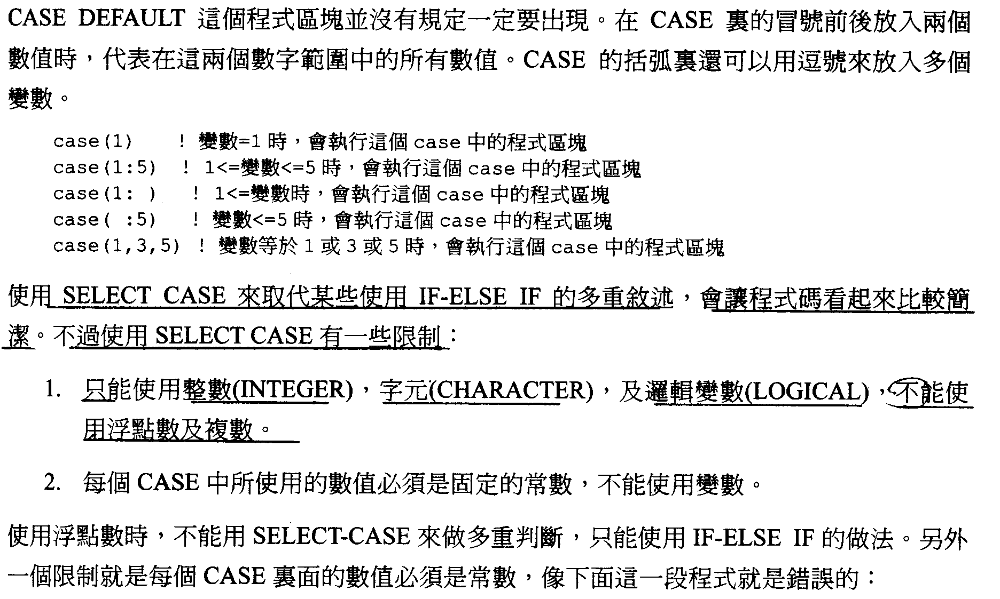 CASE DEFAULT 這個程式區塊並沒有規定一定要出現。在 CASE 裏的冒號前後放入兩個
數值時，代表在這兩個數字範圍中的所有數值。CASE 的括弧裏還可以用逗號來放入多個
變數。
case(1)    ! 變數=1 時，會執行這個 case 中的程式區塊
case(1:5)  ! 1<=變數<=5 時，會執行這個 case 中的程式區塊
case(1: )   ! 1<=變數時，會執行這個 case 中的程式區塊
case( :5)   ! 變數<=5 時，會執行這個 case 中的程式區塊
case(1,3,5) ! 變數等於 1 或 3 或 5 時，會執行這個 case 中的程式區塊
使用 SELECT CASE 來取代某些使用 IF-ELSE IF 的多重敘述，會讓程式碼看起來比較簡
潔。不過使用 SELECT CASE 有一些限制：
1. 只能使用整數(INTEGER)，字元(CHARACTER)，及邏輯變數(LOGICAL)，不能使
用浮點數及複數。
2. 每個 CASE 中所使用的數值必須是固定的常數，不能使用變數。
使用浮點數時，不能用 SELECT-CASE 來做多重判斷，只能使用 IF-ELSE IF 的做法。另外
一個限制就是每個 CASE 裏面的數值必須是常數，像下面這一段程式就是錯誤的：